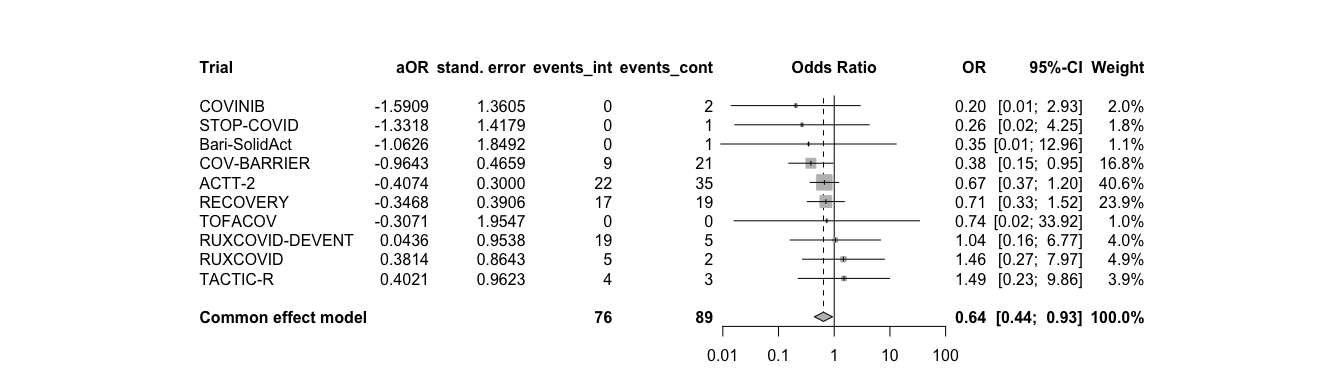 Trial aOR stand. error events_int events_cont Odds Ratio OR 95%-CI Weight
COVINIB -1.5909 1.3605 0 2 0.20 [0.01; 2.93] 2.0%
STOP-COVID -1.3318 1.4179 0 1 0.26 [0.02; 4.25] 1.8%
Bari-SolidAct -1.0626 1.8492 0 1 0.35 [0.01; 12.96] 1.1%
COV-BARRIER -0.9643 0.4659 9 21 0.38 [0.15; 0.95] 16.8%
ACTT-2 -0.4074 0.3000 22 35 0.67 [0.37; 1.20] 40.6%
RECOVERY -0.3468 0.3906 17 19 0.71 [0.33; 1.52] 23.9%
TOFACOV -0.3071 1.9547 0 0 0.74 [0.02; 33.92] 1.0%
RUXCOVID-DEVENT 0.0436 0.9538 19 5 1.04 [0.16; 6.77] 4.0%
RUXCOVID 0.3814 0.8643 5 2 1.46 [0.27; 7.97] 4.9%
TACTIC-R 0.4021 0.9623 4 3 1.49 [0.23; 9.86] 3.9%
Common effect model 76 89 0.64 [0.44; 0.93] 100.0%
0.01 0.1 1 10 100